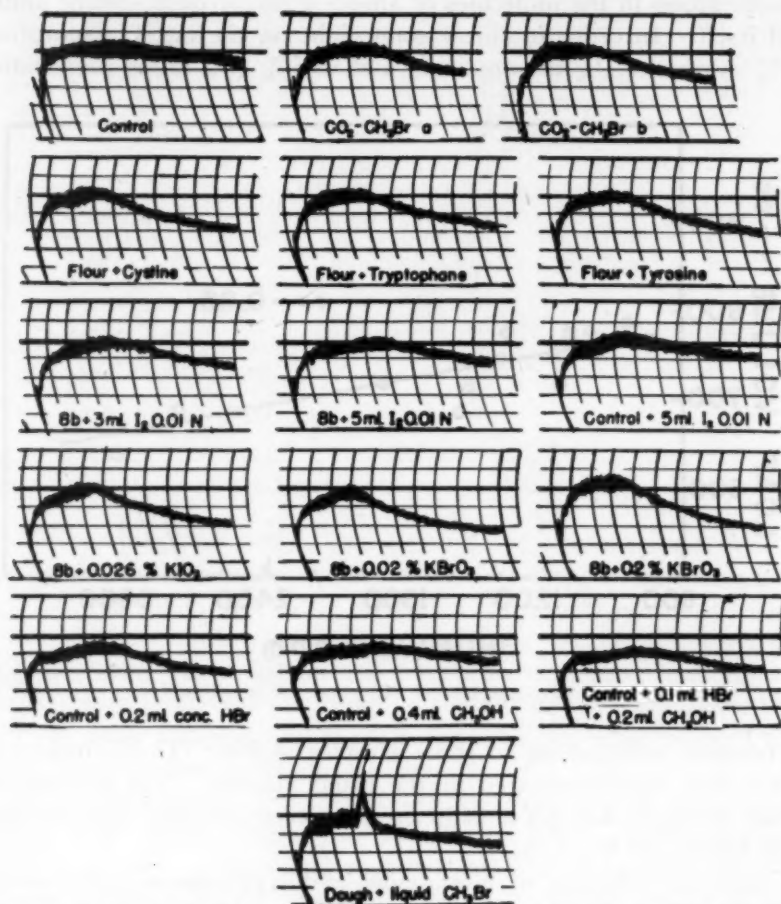 Control
CO₂-CH₃Br a
CO₂-CH₃Br b
Flour + Cystine
Flour + Tryptophane
Flour + Tyrosine
8b + 3 ml. I₂ 0.01 N
8b + 5 ml. I₂ 0.01 N
Control + 5 ml. I₂ 0.01 N
8b + 0.026 % KIO₃
8b + 0.02 % KBrO₃
8b + 0.2 % KBrO₃
Control + 0.2 ml. conc. HBr
Control + 0.4 ml. CH₃OH
Control + 0.1 ml. HBr
+ 0.2 ml. CH₃OH
Dough + liquid CH₃Br